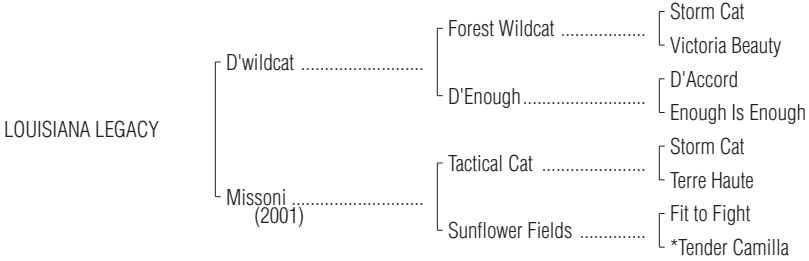 Storm Cat
Forest Wildcat ..................
Victoria Beauty
D'wildcat ..........................
D'Accord
D'Enough..........................
Enough Is Enough
LOUISIANA LEGACY
Storm Cat
Tactical Cat ......................
Terre Haute
Missoni ............................
(2001)
Fit to Fight
Sunflower Fields ..............
*Tender Camilla